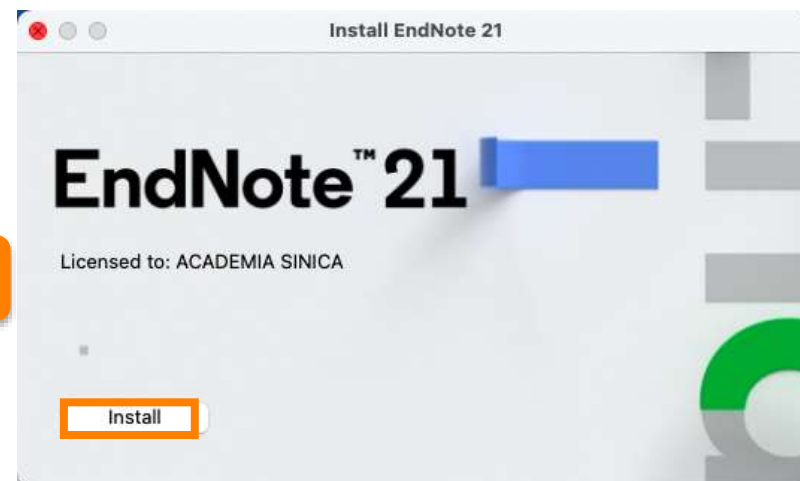 Install EndNote 21
EndNote™21
Licensed to: ACADEMIA SINICA
Install